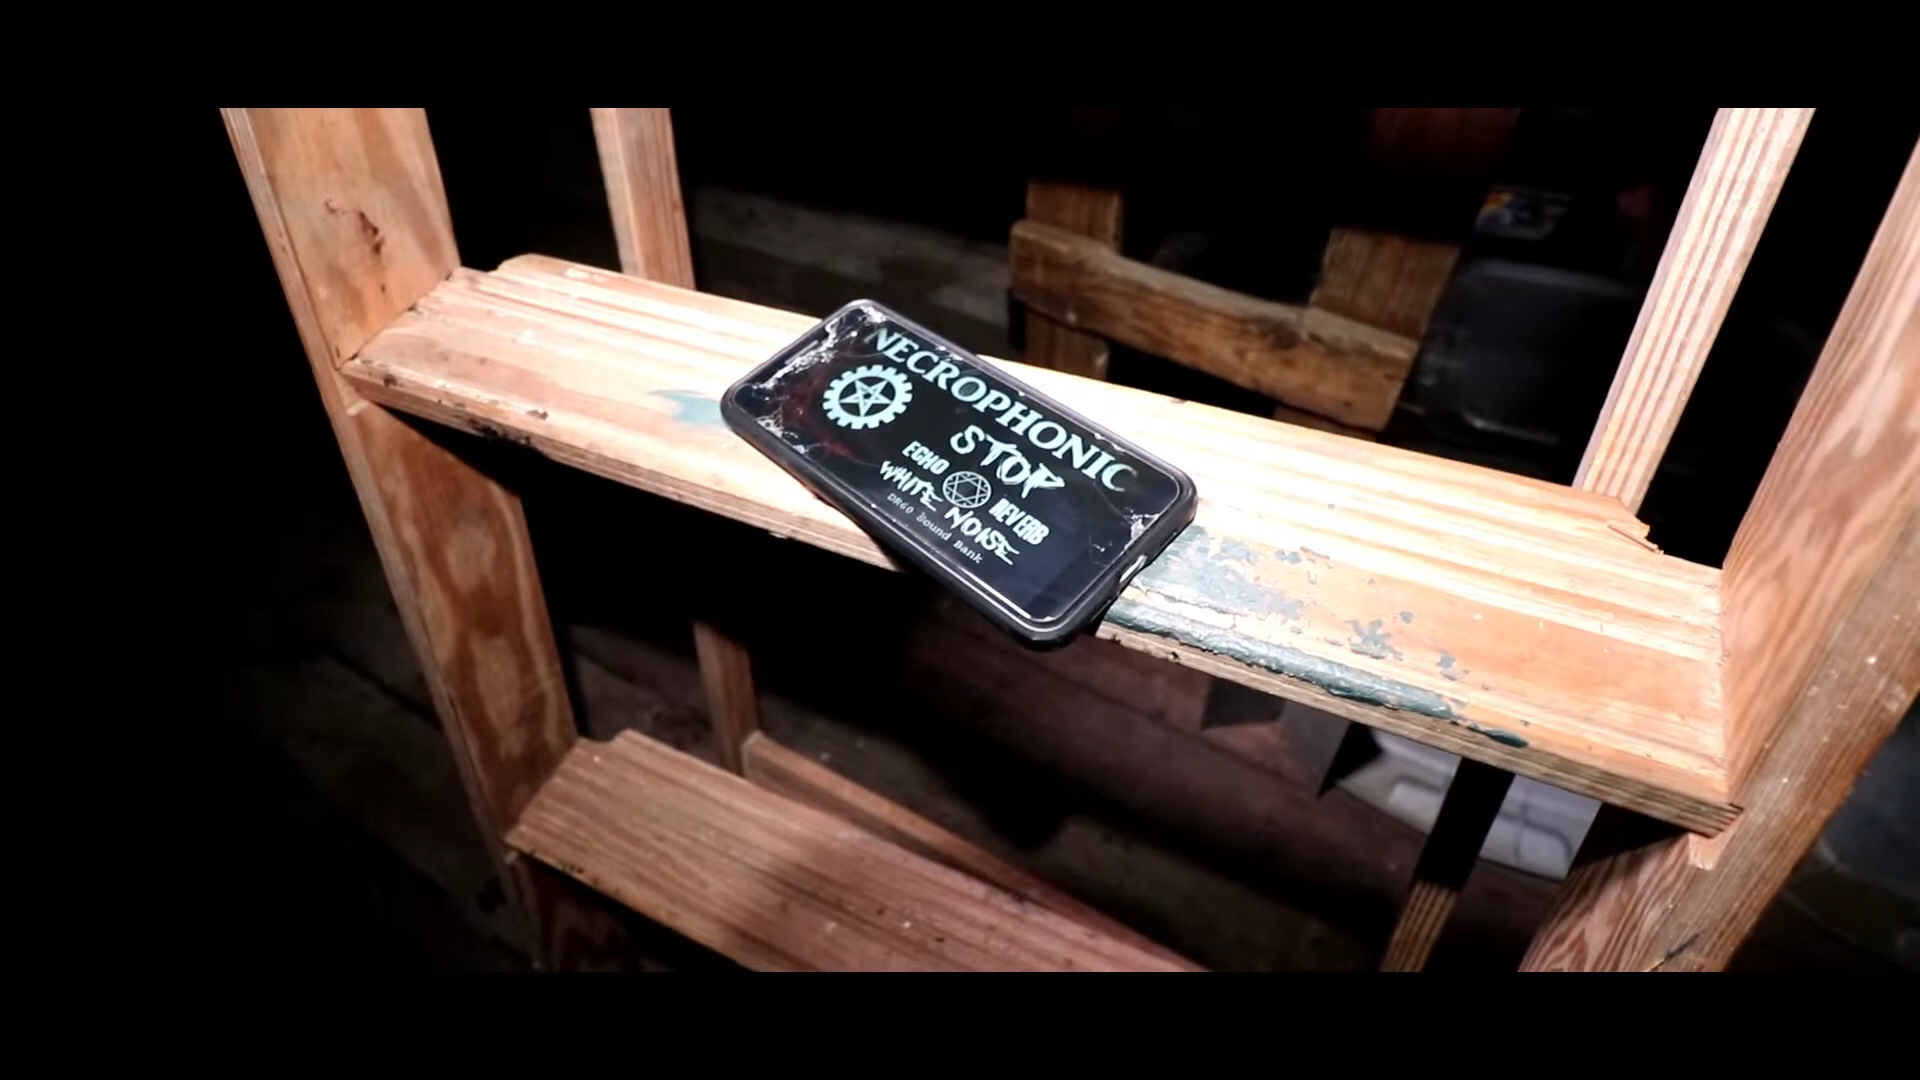 NECROPHONIC
STOP
ECHO
REVERB
WHITE NOISE
DR60 Sound Bank